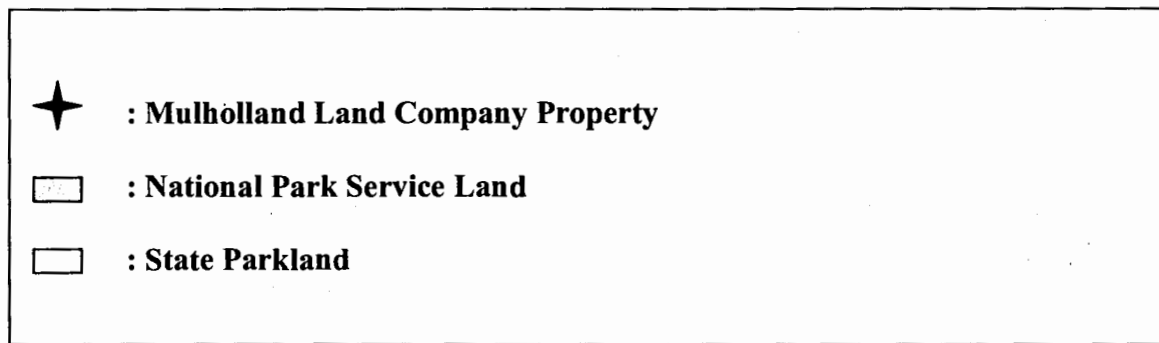 : Mulholland Land Company Property
: National Park Service Land
: State Parkland